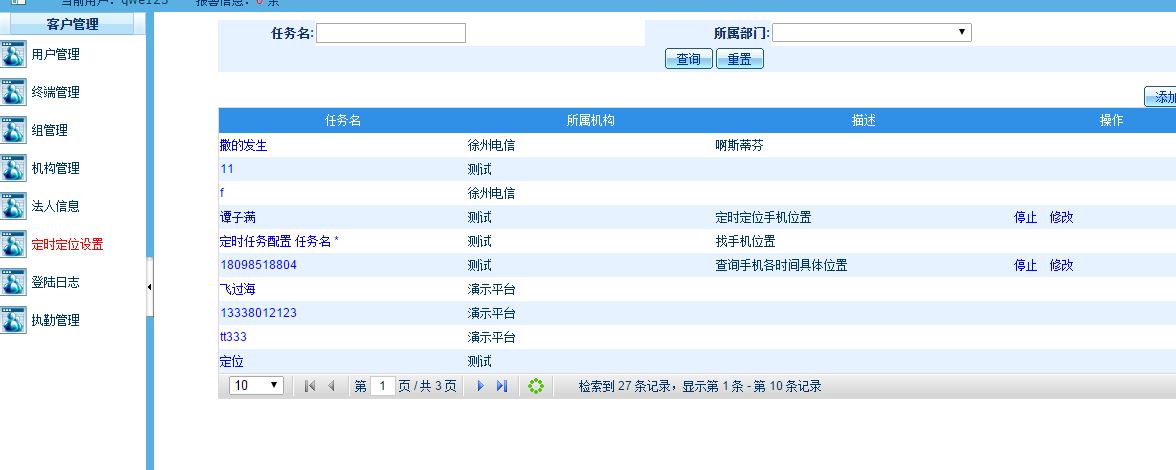 当前用户：qwe123 报警信息：0 条
客户管理
用户管理
终端管理
组管理
机构管理
法人信息
定时定位设置
登陆日志
执勤管理
任务名: 所属部门:
查询 重置
添加
任务名 所属机构 描述 操作
撒的发生 徐州电信 啊斯蒂芬
11 测试
f 徐州电信
谭子满 测试 定时定位手机位置 停止 修改
定时任务配置 任务名 * 测试 找手机位置
18098518804 测试 查询手机各时间具体位置 停止 修改
飞过海 演示平台
13338012123 演示平台
tt333 演示平台
定位 测试
10 第 1 页 / 共 3 页 检索到 27 条记录，显示第 1 条 - 第 10 条记录